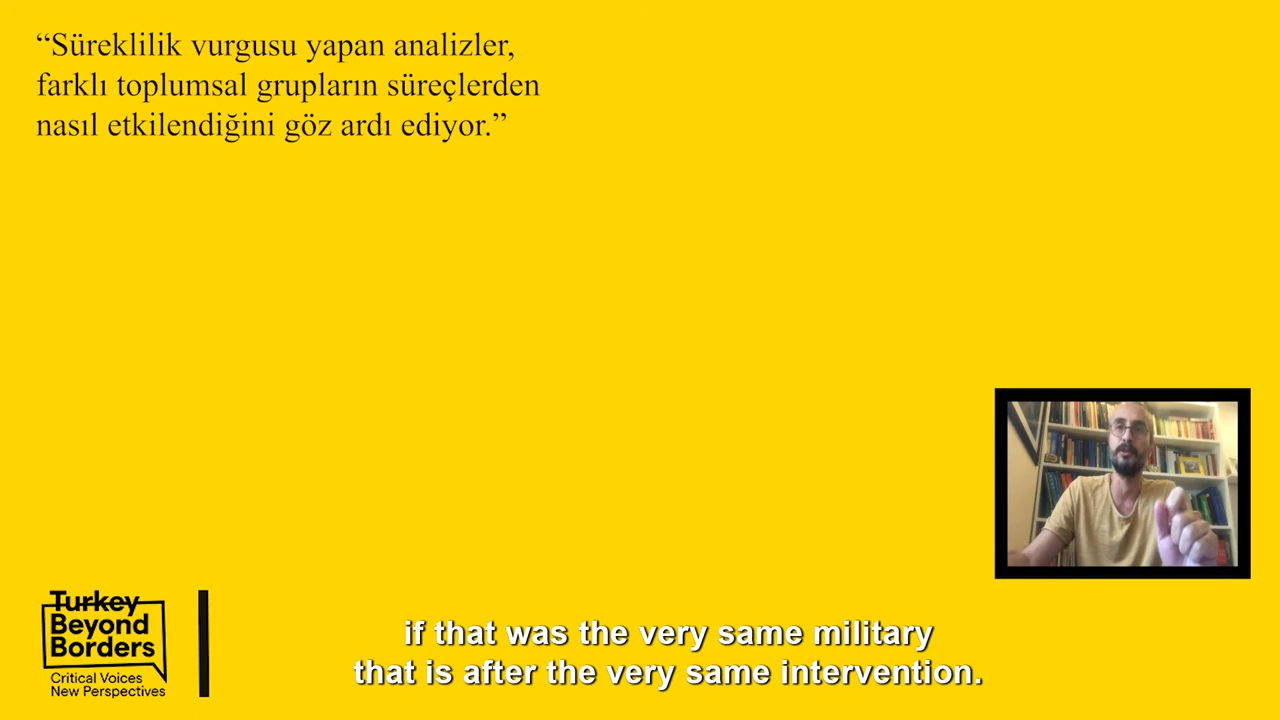 “Süreklilik vurgusu yapan analizler,
farklı toplumsal grupların süreçlerden
nasıl etkilendiğini göz ardı ediyor.”
Turkey
Beyond
Borders
Critical Voices
New Perspectives
if that was the very same military
that is after the very same intervention.